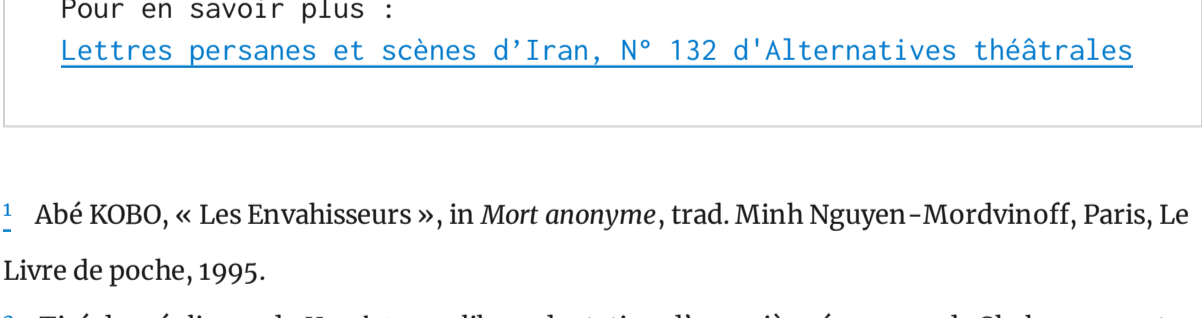 Pour en savoir plus :
Lettres persanes et scènes d’Iran, N° 132 d'Alternatives théâtrales
1 Abé KOBO, « Les Envahisseurs », in Mort anonyme, trad. Minh Nguyen-Mordvinoff, Paris, Le
Livre de poche, 1995.